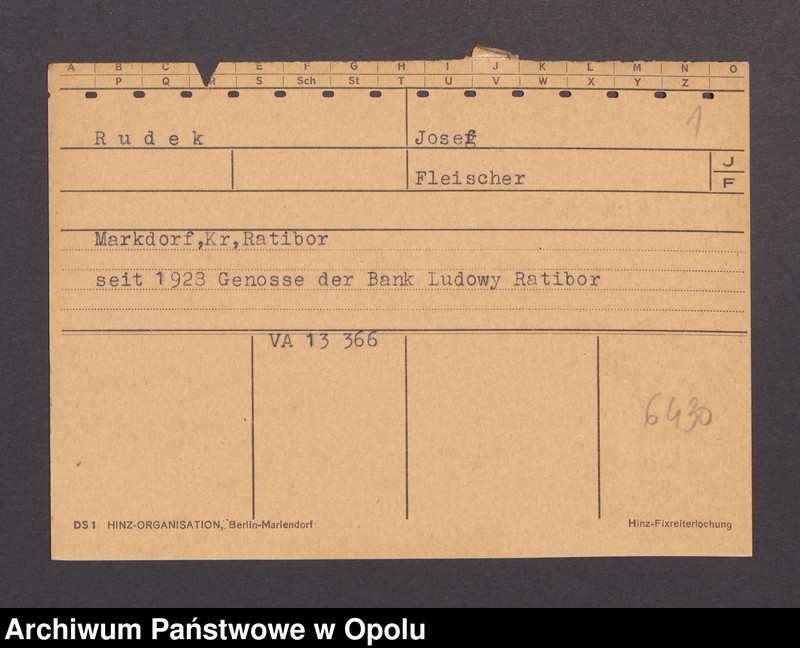 A B C E F G H I J K L M N O
P Q R S Sch St T U V W X Y Z
1
Rudek Josef
Fleischer J
F
Markdorf,Kr,Ratibor
seit 1923 Genosse der Bank Ludowy Ratibor
VA 13 366
6430
DS1 HINZ-ORGANISATION, Berlin-Mariendorf Hinz-Fixreiterlochung
Archiwum Państwowe w Opolu